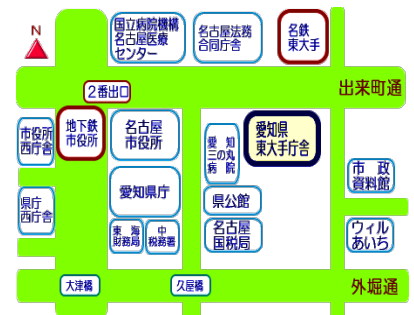 N
国立病院機構
名古屋医療
センター
名古屋法務
合同庁舎
名鉄
東大手
出来町通
2番出口
市役所
西庁舎
地下鉄
市役所
名古屋
市役所
愛知
三の丸
病院
愛知県
東大手庁舎
市政
資料館
県庁
西庁舎
愛知県庁
県公館
東海
財務局
中
税務署
名古屋
国税局
ウィル
あいち
大津橋
久屋橋
外堀通